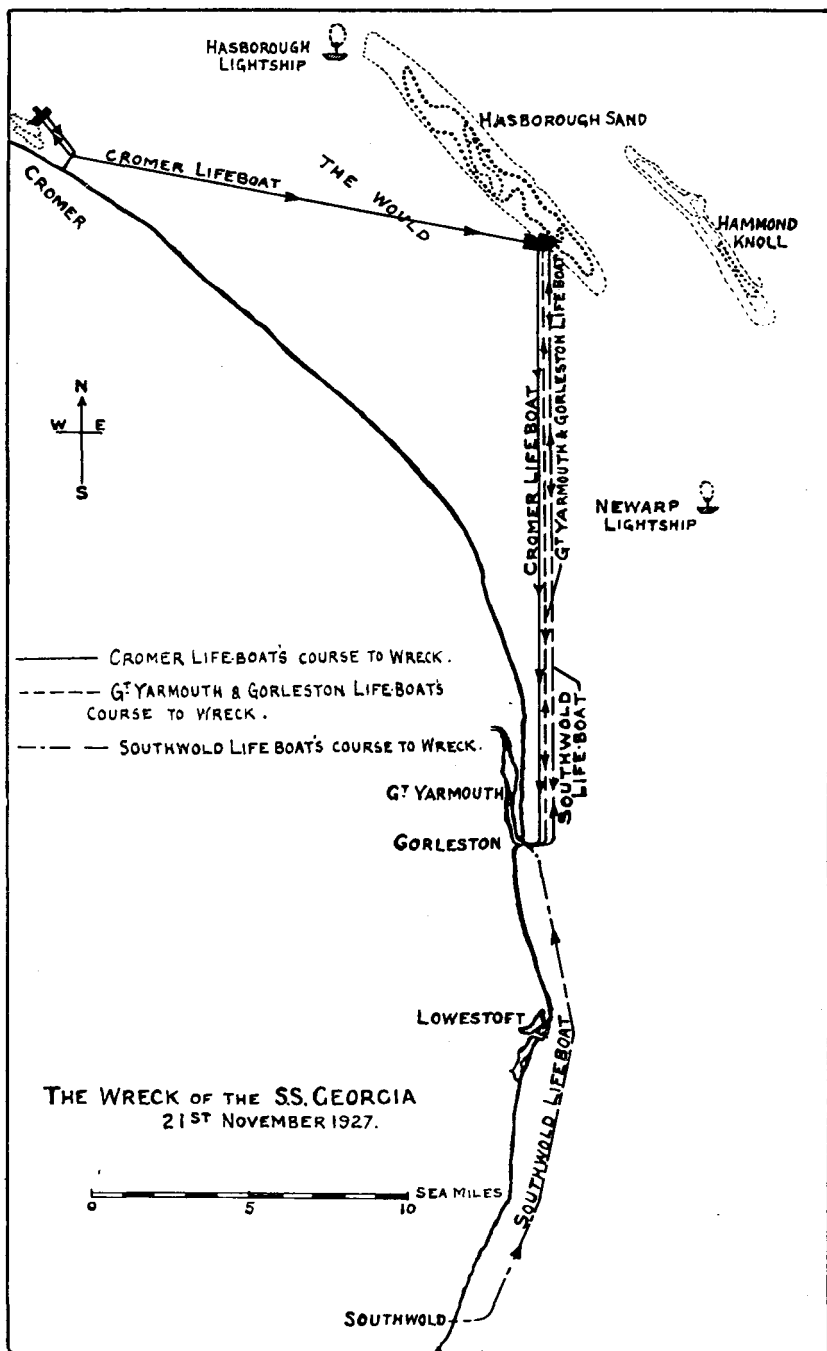 HASBOROUGH
LIGHTSHIP
HASBOROUGH SAND
CROMER LIFEBOAT
THE WOULD
CROMER
HAMMOND
KNOLL
N
W E
S
CROMER LIFEBOAT
GT YARMOUTH & GORLESTON LIFE-BOAT
NEWARP
LIGHTSHIP
CROMER LIFE-BOAT'S COURSE TO WRECK.
GT YARMOUTH & GORLESTON LIFE-BOAT'S
COURSE TO WRECK.
SOUTHWOLD LIFE BOAT'S COURSE TO WRECK.
SOUTHWOLD
LIFE-BOAT
GT YARMOUTH
GORLESTON
LOWESTOFT
THE WRECK OF THE S.S. GEORGIA
21ST NOVEMBER 1927.
SEA MILES
0 5 10
SOUTHWOLD LIFEBOAT
SOUTHWOLD